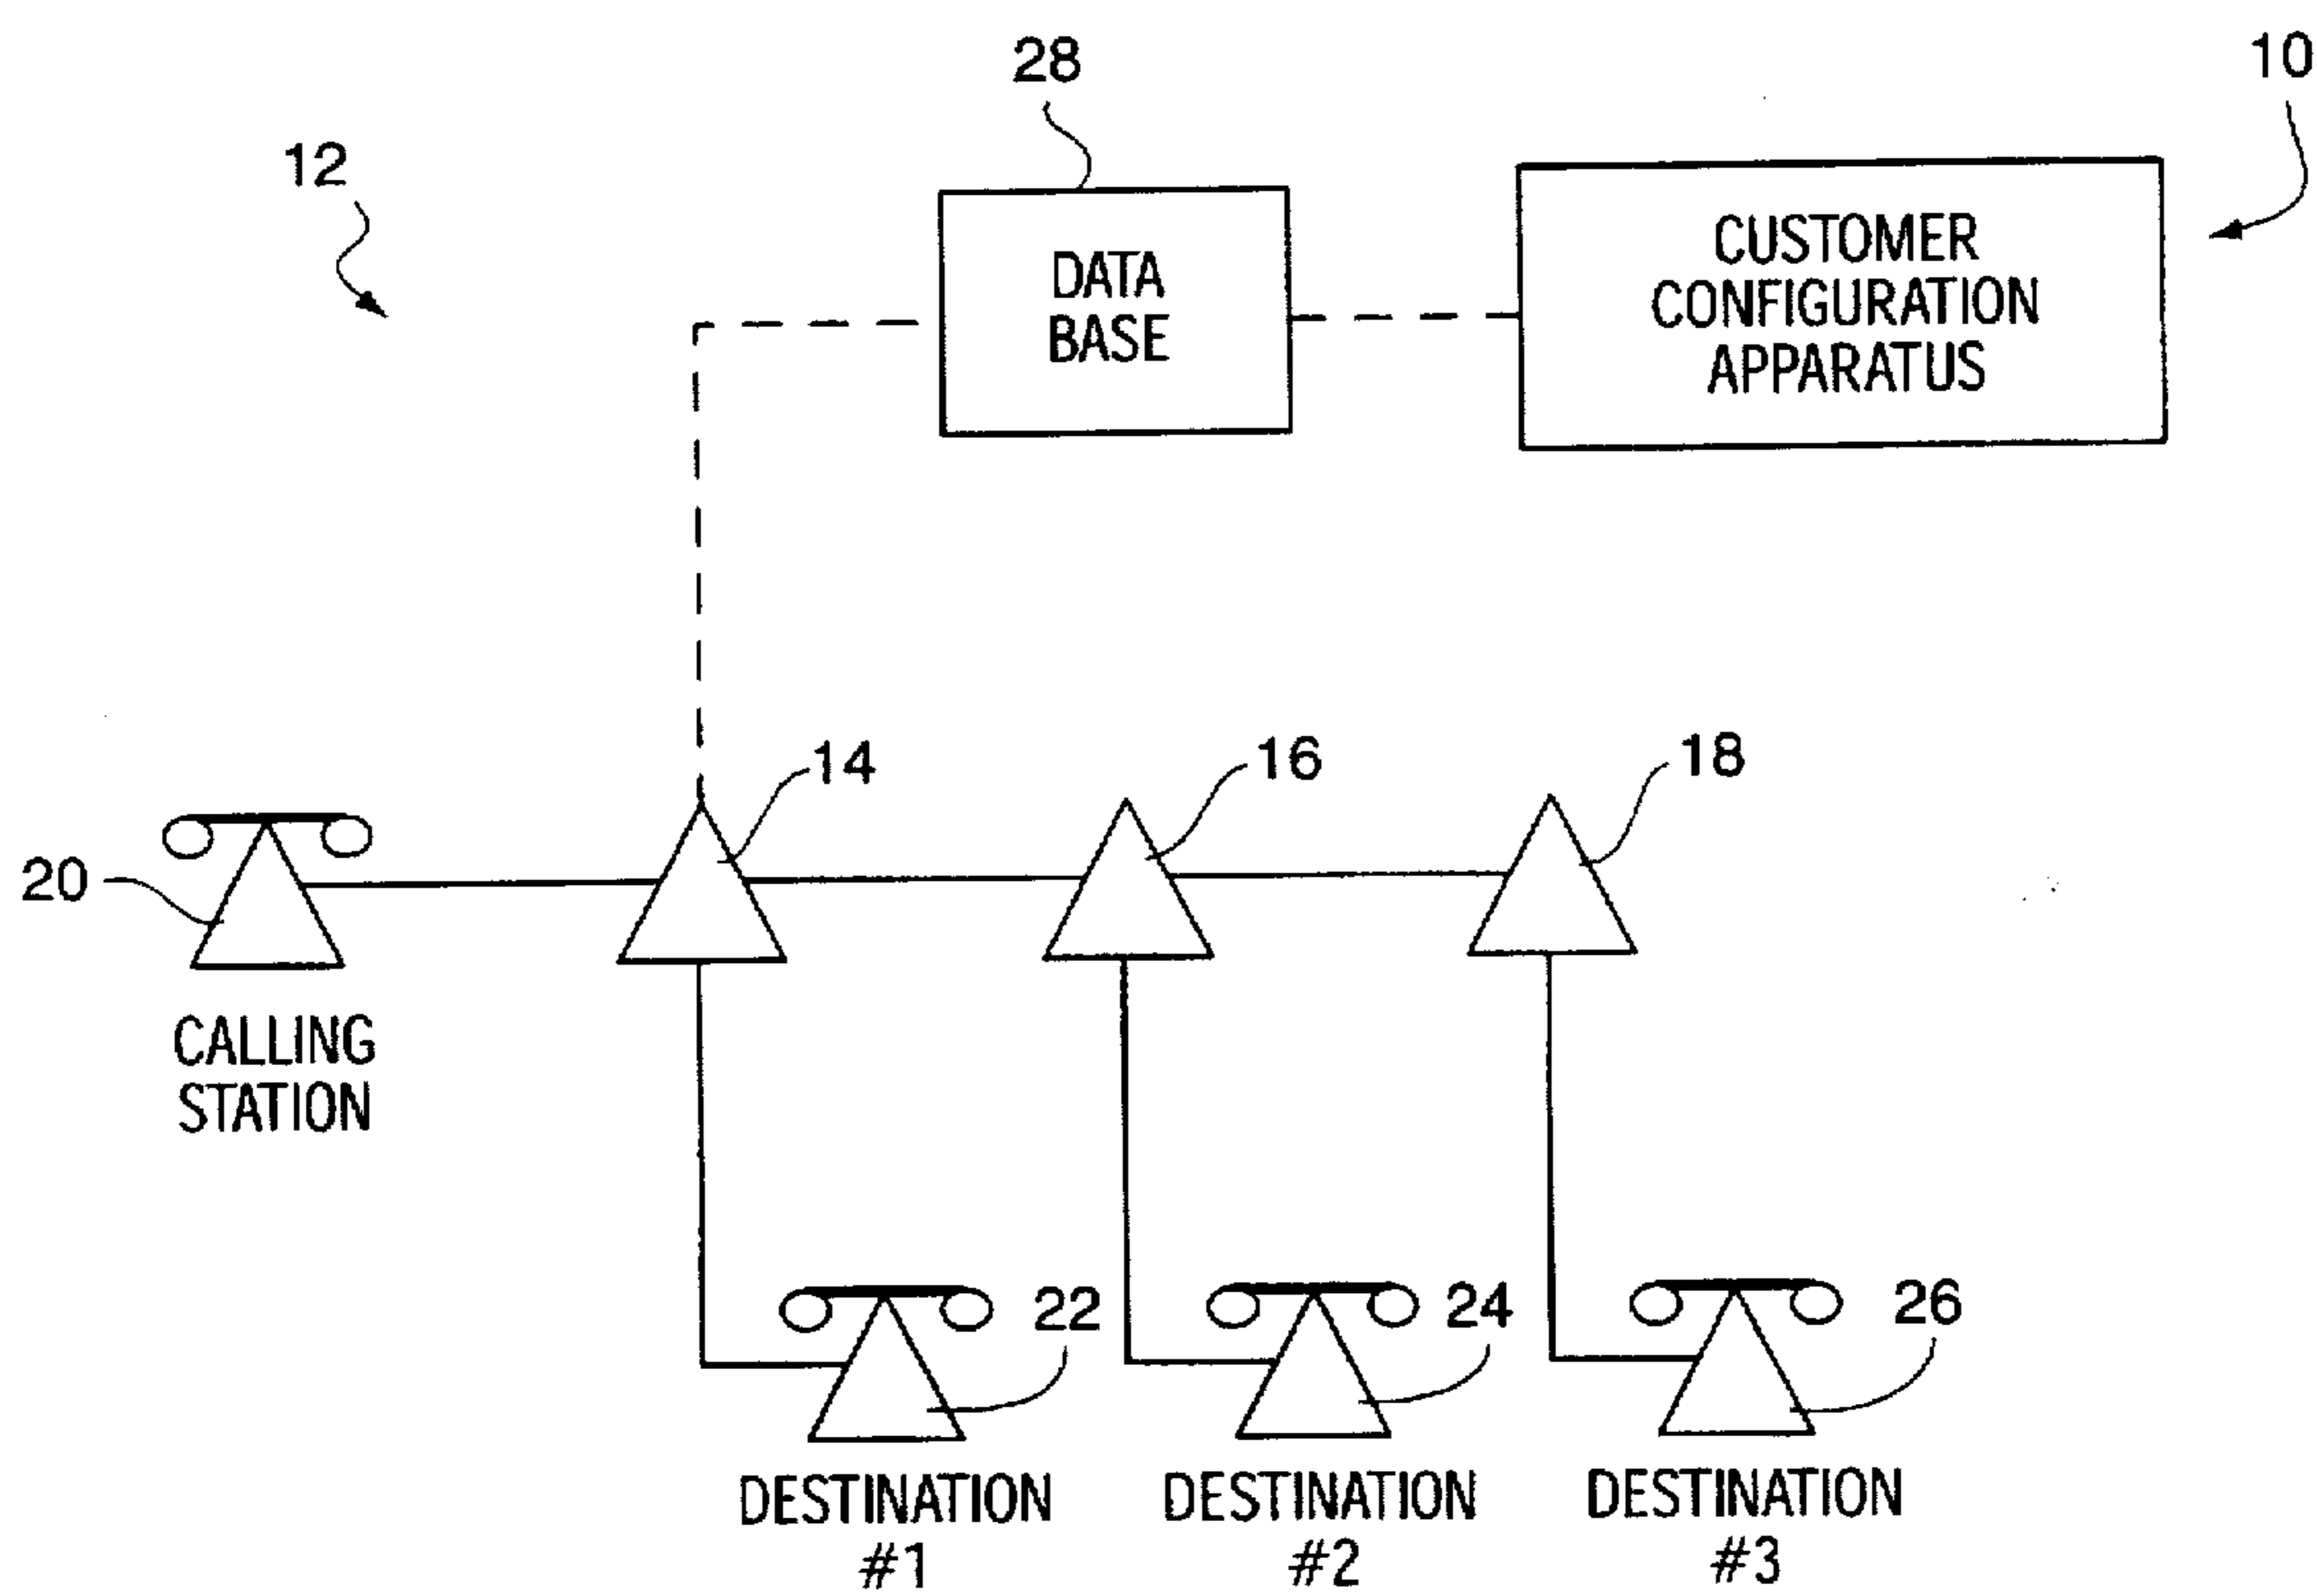 28
10
12
DATA
BASE
CUSTOMER
CONFIGURATION
APPARATUS
14
16
18
20
CALLING
STATION
22
24
26
DESTINATION
#1
DESTINATION
#2
DESTINATION
#3